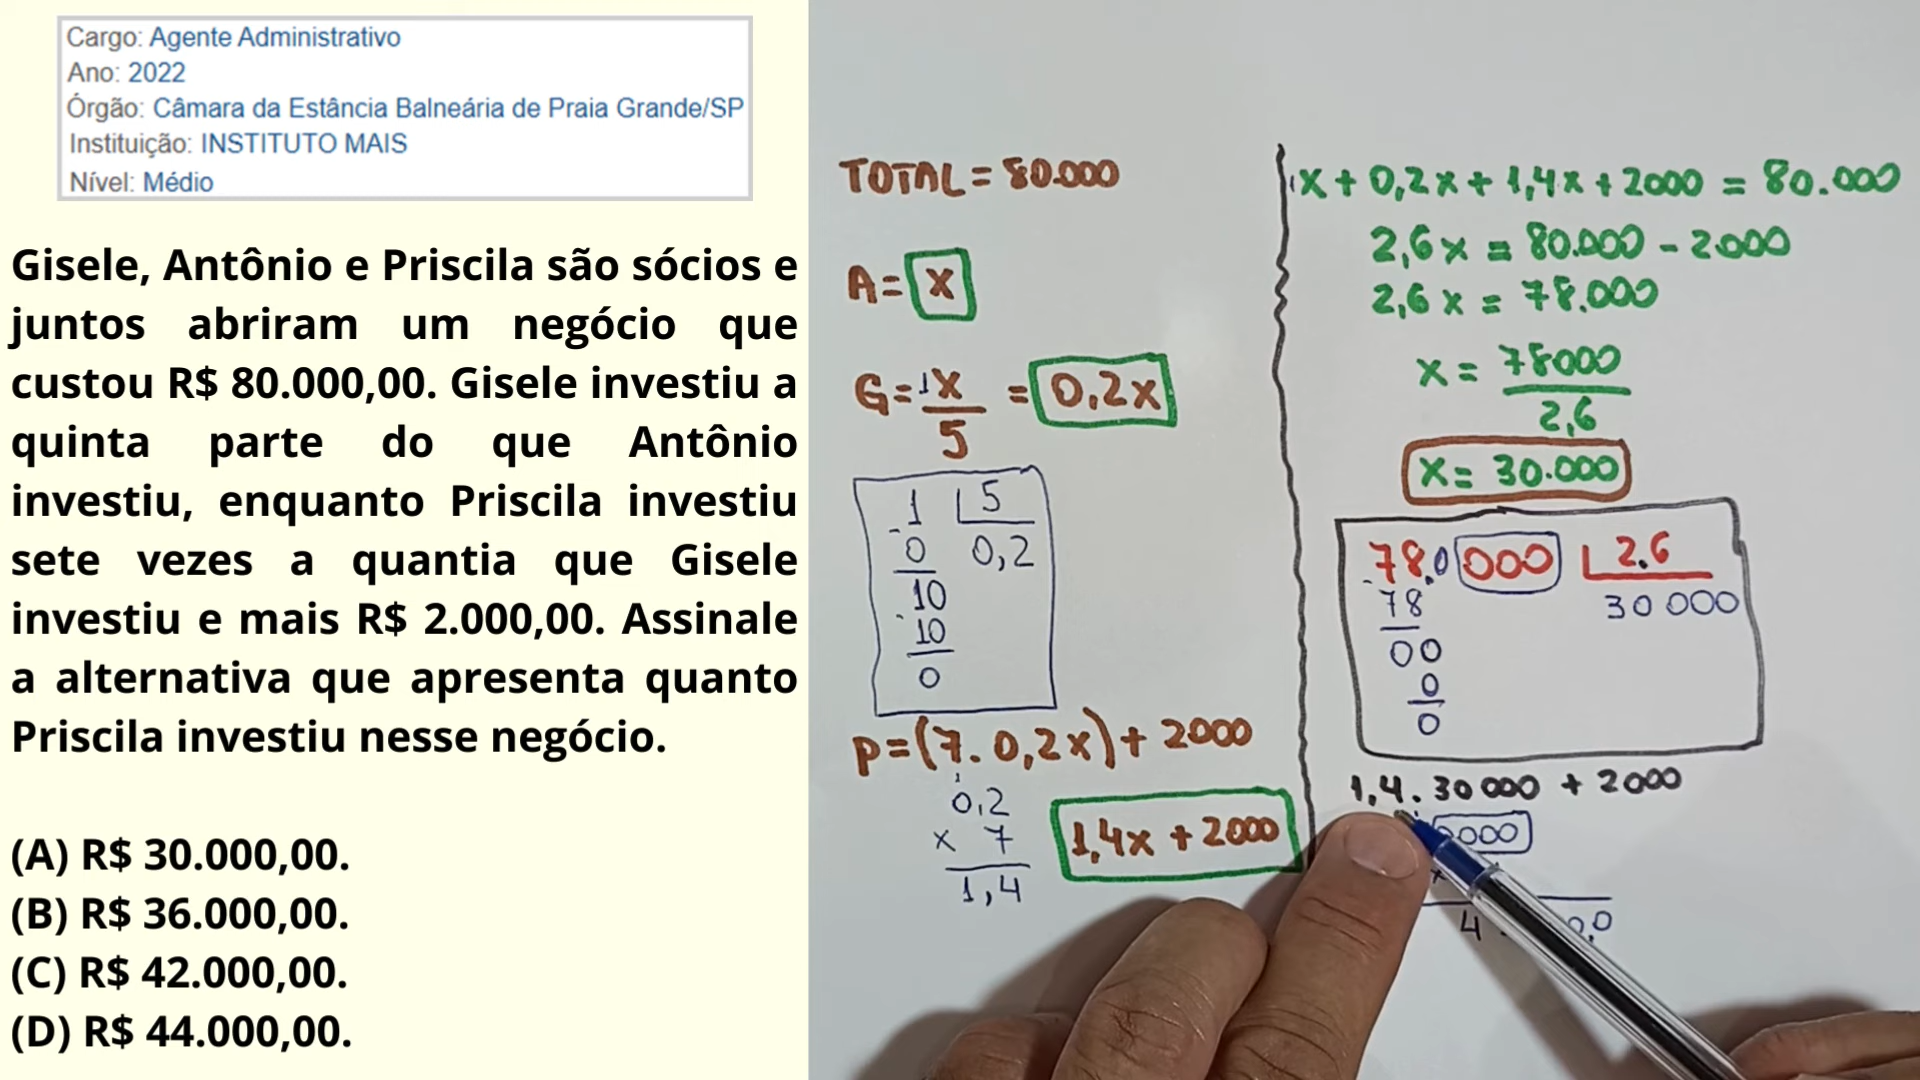 Cargo: Agente Administrativo
Ano: 2022
Órgão: Câmara da Estância Balneária de Praia Grande/SP
Instituição: INSTITUTO MAIS
Nível: Médio
Gisele, Antônio e Priscila são sócios e
juntos abriram um negócio que
custou R$ 80.000,00. Gisele investiu a
quinta parte do que Antônio
investiu, enquanto Priscila investiu
sete vezes a quantia que Gisele
investiu e mais R$ 2.000,00. Assinale
a alternativa que apresenta quanto
Priscila investiu nesse negócio.
(A) R$ 30.000,00.
(B) R$ 36.000,00.
(C) R$ 42.000,00.
(D) R$ 44.000,00.
TOTAL = 80.000
A = x
G = 1x
5
= 0,2x
1 5
- 0 0,2
10
- 10
0
P = (7. 0,2x) + 2000
1
0,2
x 7
1,4
1,4x + 2000
1x + 0,2x + 1,4x + 2000 = 80.000
2,6x = 80.000 - 2000
2,6x = 78.000
x = 78000
2,6
x = 30.000
78.0 000 2.6
- 78 30 000
00
0
0
1,4. 30 000 + 2000
0000
x
4